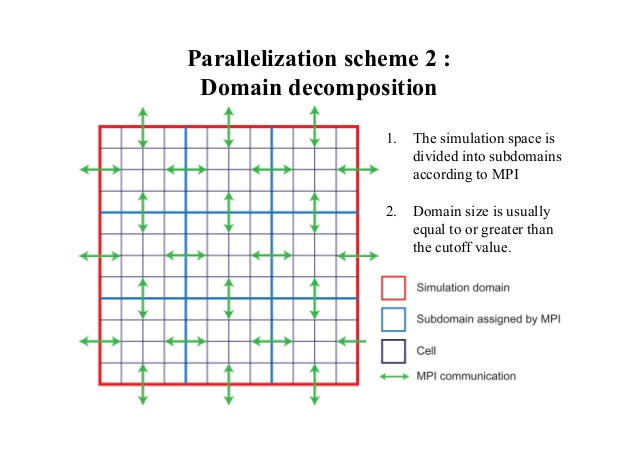 Parallelization scheme 2 :
Domain decomposition
1. The simulation space is
divided into subdomains
according to MPI
2. Domain size is usually
equal to or greater than
the cutoff value.
Simulation domain
Subdomain assigned by MPI
Cell
MPI communication